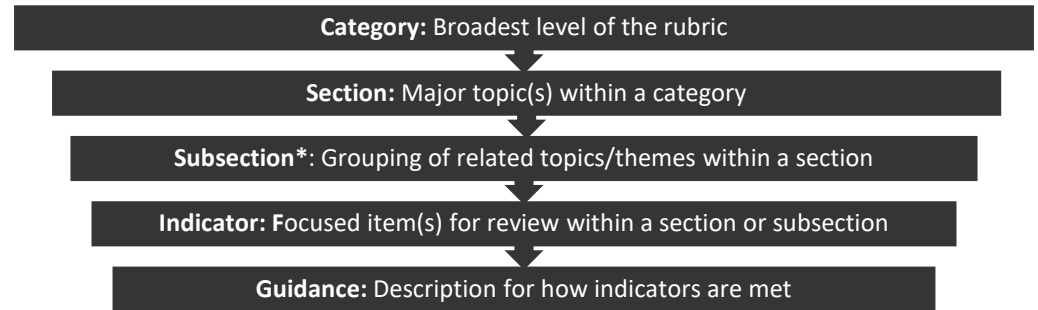 Category: Broadest level of the rubric
Section: Major topic(s) within a category
Subsection*: Grouping of related topics/themes within a section
Indicator: Focused item(s) for review within a section or subsection
Guidance: Description for how indicators are met